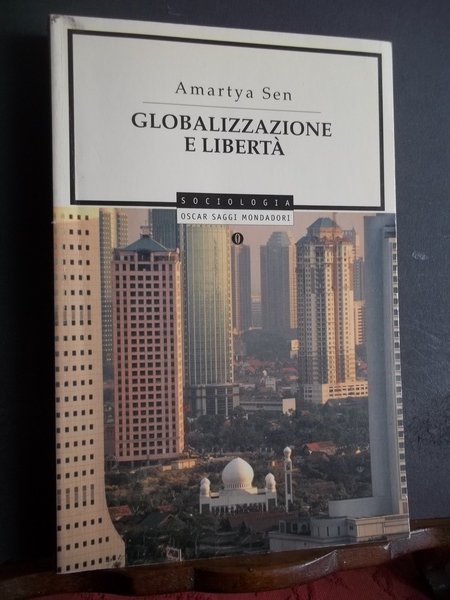 Amartya Sen
GLOBALIZZAZIONE
E LIBERTÀ
SOCIOLOGIA
OSCAR SAGGI MONDADORI